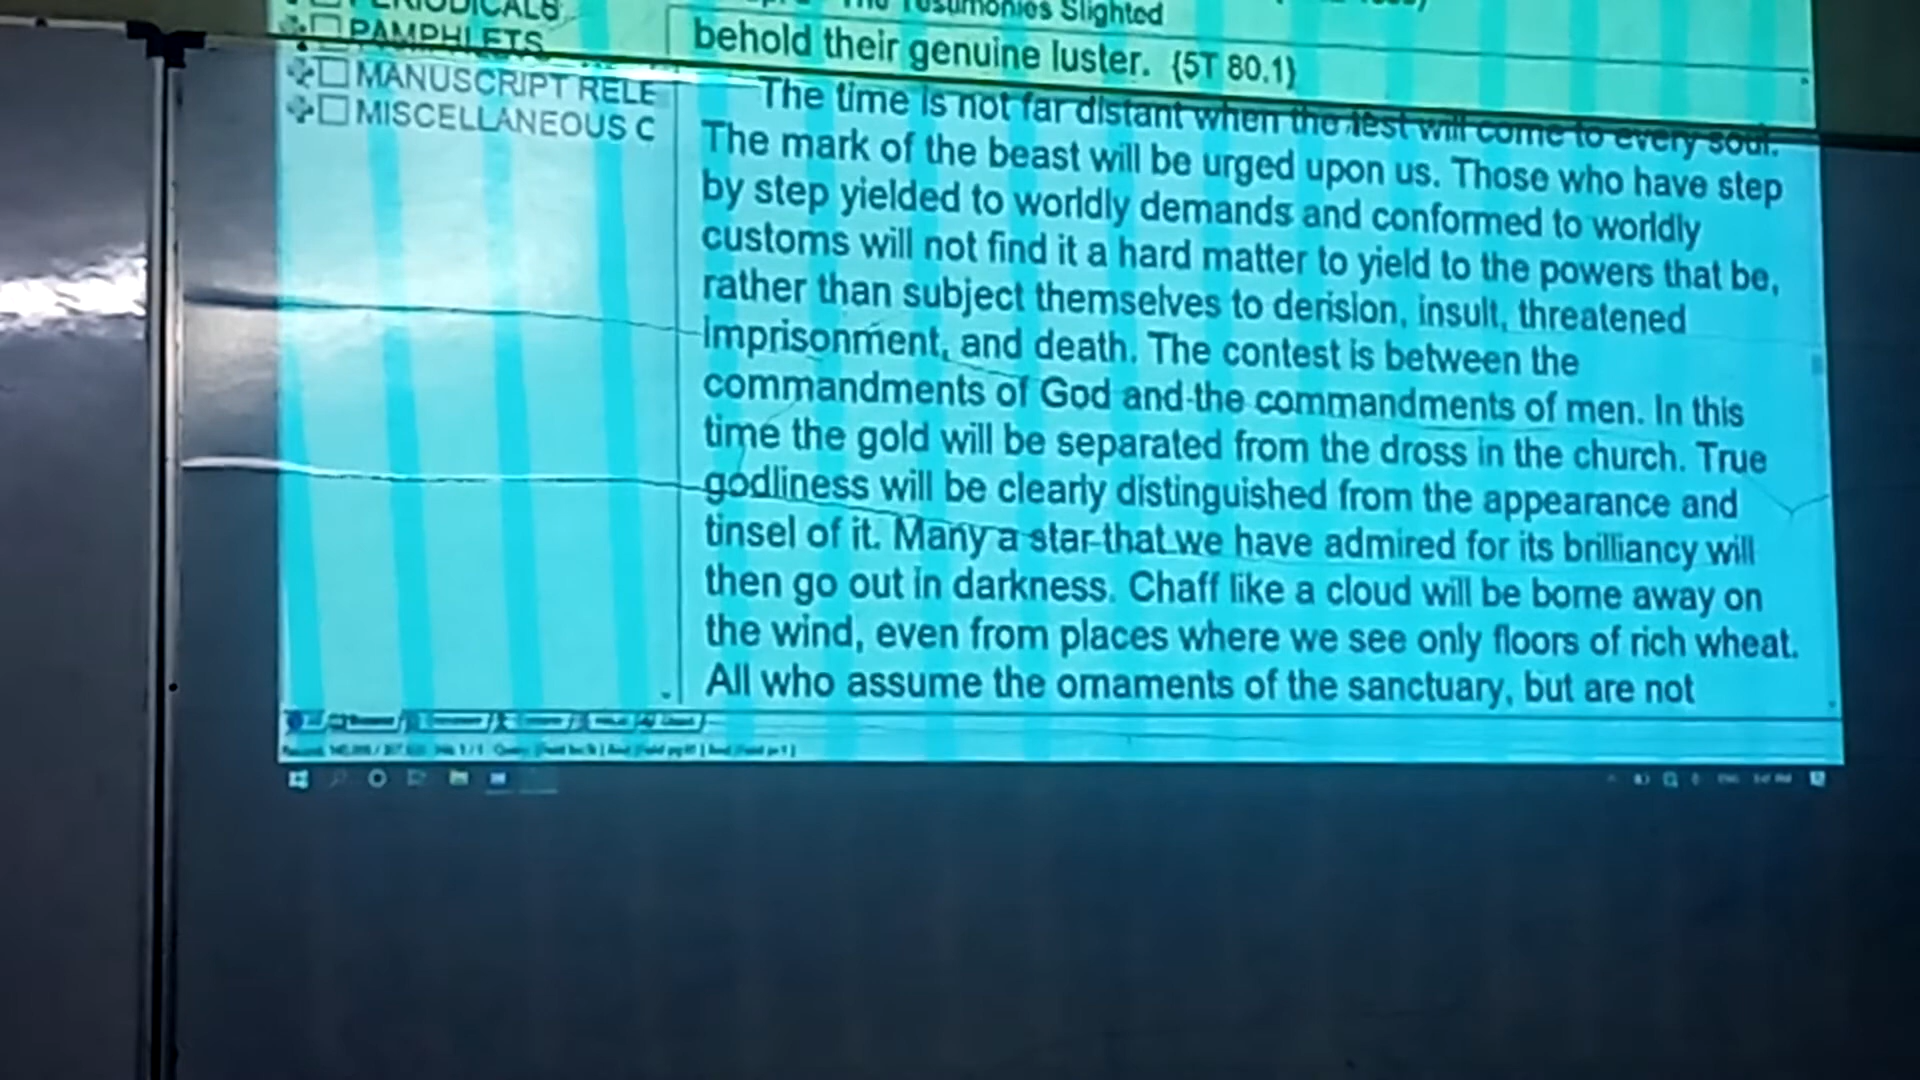 PERIODICALS
PAMPHLETS
MANUSCRIPT RELE
MISCELLANEOUS C
Testimonies Slighted
behold their genuine luster. {5T 80.1}
The time is not far distant when the test will come to every soul.
The mark of the beast will be urged upon us. Those who have step
by step yielded to worldly demands and conformed to worldly
customs will not find it a hard matter to yield to the powers that be,
rather than subject themselves to derision, insult, threatened
imprisonment, and death. The contest is between the
commandments of God and the commandments of men. In this
time the gold will be separated from the dross in the church. True
godliness will be clearly distinguished from the appearance and
tinsel of it. Many a star that we have admired for its brilliancy will
then go out in darkness. Chaff like a cloud will be borne away on
the wind, even from places where we see only floors of rich wheat.
All who assume the ornaments of the sanctuary, but are not